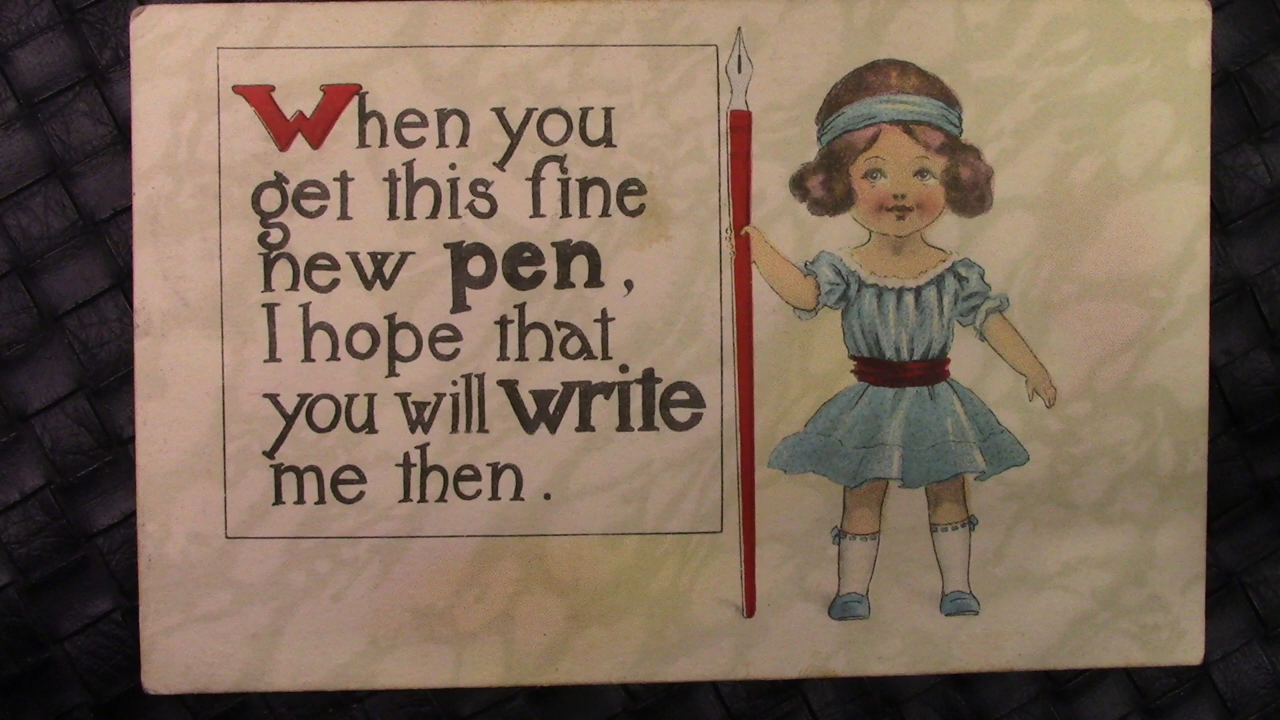 When you
get this fine
new pen,
I hope that
you will write
me then.